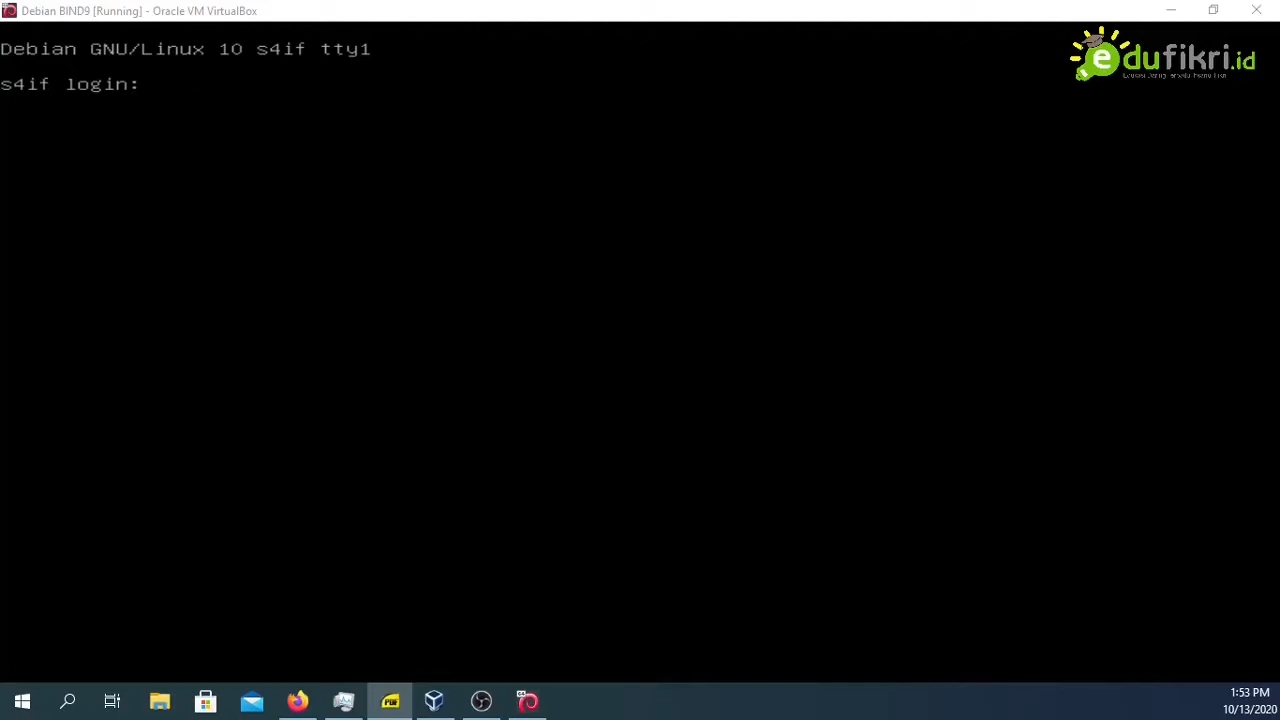 Debian BIND9 [Running] - Oracle VM VirtualBox
Debian GNU/Linux 10 s4if tty1
s4if login:
edufikri.id
1:53 PM
10/13/2020